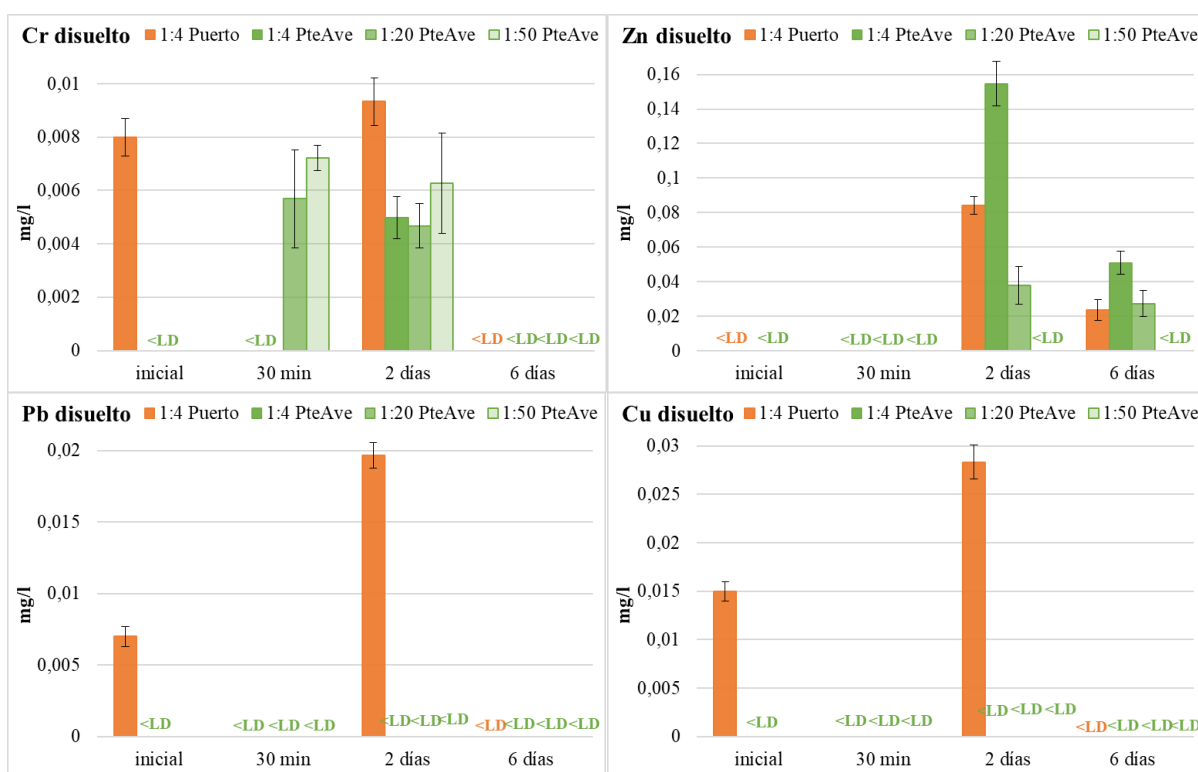 Cr disuelto 1:4 Puerto 1:4 PteAve 1:20 PteAve 1:50 PteAve
0,01
0,008
0,006
0,004
0,002
0
mg/l
<LD <LD <LD <LD <LD <LD
inicial 30 min 2 días 6 días
Zn disuelto 1:4 Puerto 1:4 PteAve 1:20 PteAve 1:50 PteAve
0,16
0,14
0,12
0,1
0,08
0,06
0,04
0,02
0
mg/l
<LD <LD <LD <LD <LD <LD <LD
inicial 30 min 2 días 6 días
Pb disuelto 1:4 Puerto 1:4 PteAve 1:20 PteAve 1:50 PteAve
0,02
0,015
0,01
0,005
0
mg/l
<LD <LD <LD <LD <LD <LD <LD <LD <LD <LD <LD
inicial 30 min 2 días 6 días
Cu disuelto 1:4 Puerto 1:4 PteAve 1:20 PteAve 1:50 PteAve
0,03
0,025
0,02
0,015
0,01
0,005
0
mg/l
<LD <LD <LD <LD <LD <LD <LD <LD <LD <LD <LD
inicial 30 min 2 días 6 días